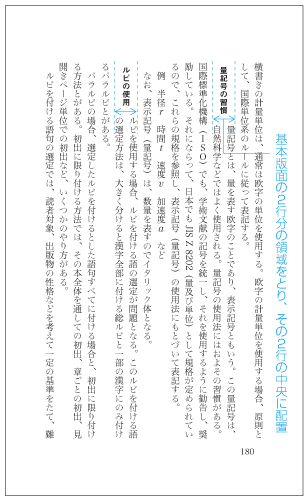 基本版面の2行分の領域をとり、その2行の中央に配置
横書きの計量単位は、通常は欧字の単位を使用する。欧字の計量単位を使用する場合、原則と
して、国際単位系のルールに従って表記する。
量記号の習慣
量記号とは、量を表す欧字のことであり、表示記号ともいう。この量記号は、
自然科学などではよく使用される。量記号の使用法にはおよその習慣がある。
国際標準化機構（ISO）でも、学術文献の記号を統一し、それを使用するように勧告し、奨
励している。それにならって、日本でもJIS Z 8202（量及び単位）として規格が定められてい
るので、これらの規格を参照し、表示記号（量記号）の使用法にもとづいて表記する。
例　半径 r　時間 t　速度 v　加速度 a　など
なお、表示記号（量記号）は、数量を表すのでイタリック体となる。
ルビの使用
ルビを使用する場合、ルビを付ける語の選定が問題となる。このルビを付ける語
の選定方法は、大きく分けると漢字全部に付ける総ルビと一部の漢字にのみ付け
るパラルビとがある。
パラルビの場合、選定したルビを付けるとした語句すべてに付ける場合と、初出に限り付け
る方法とがある。初出に限り付ける方法では、その本全体を通しての初出、章ごとの初出、見
開きページ単位での初出など、いくつかのやり方がある。
ルビを付ける語句の選定では、読者対象、出版物の性格などを考えて一定の基準をたて、難
180